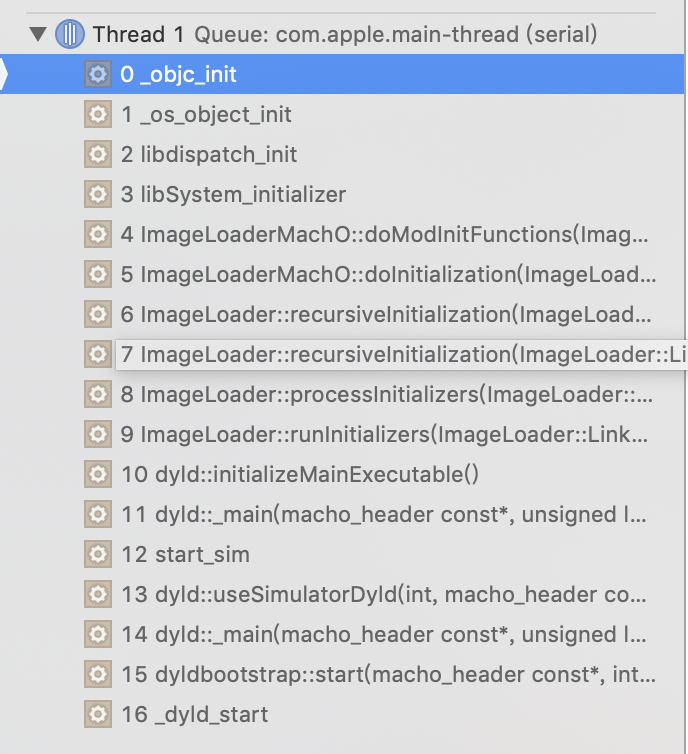 Thread 1 Queue: com.apple.main-thread (serial)
0 _objc_init
1 _os_object_init
2 libdispatch_init
3 libSystem_initializer
4 ImageLoaderMachO::doModInitFunctions(Imag...
5 ImageLoaderMachO::doInitialization(ImageLoad...
6 ImageLoader::recursiveInitialization(ImageLoad...
7 ImageLoader::recursiveInitialization(ImageLoader::Li
8 ImageLoader::processInitializers(ImageLoader::...
9 ImageLoader::runInitializers(ImageLoader::Link...
10 dyld::initializeMainExecutable()
11 dyld::_main(macho_header const*, unsigned l...
12 start_sim
13 dyld::useSimulatorDyld(int, macho_header co...
14 dyld::_main(macho_header const*, unsigned l...
15 dyldbootstrap::start(macho_header const*, int...
16 _dyld_start